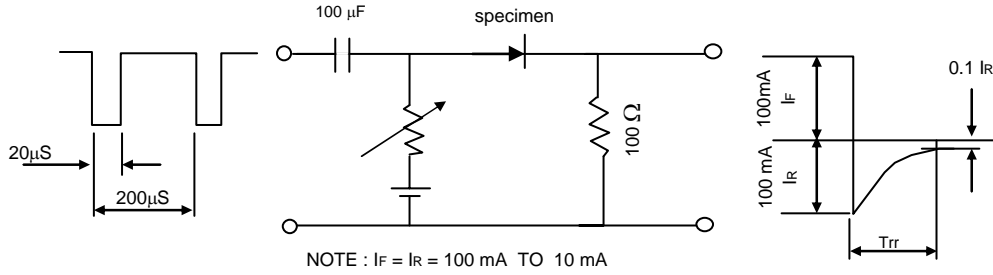 20μS
200μS
100 μF
specimen
100 Ω
NOTE : IF = IR = 100 mA TO 10 mA
100mA
IF
100 mA
IR
0.1 IR
Trr